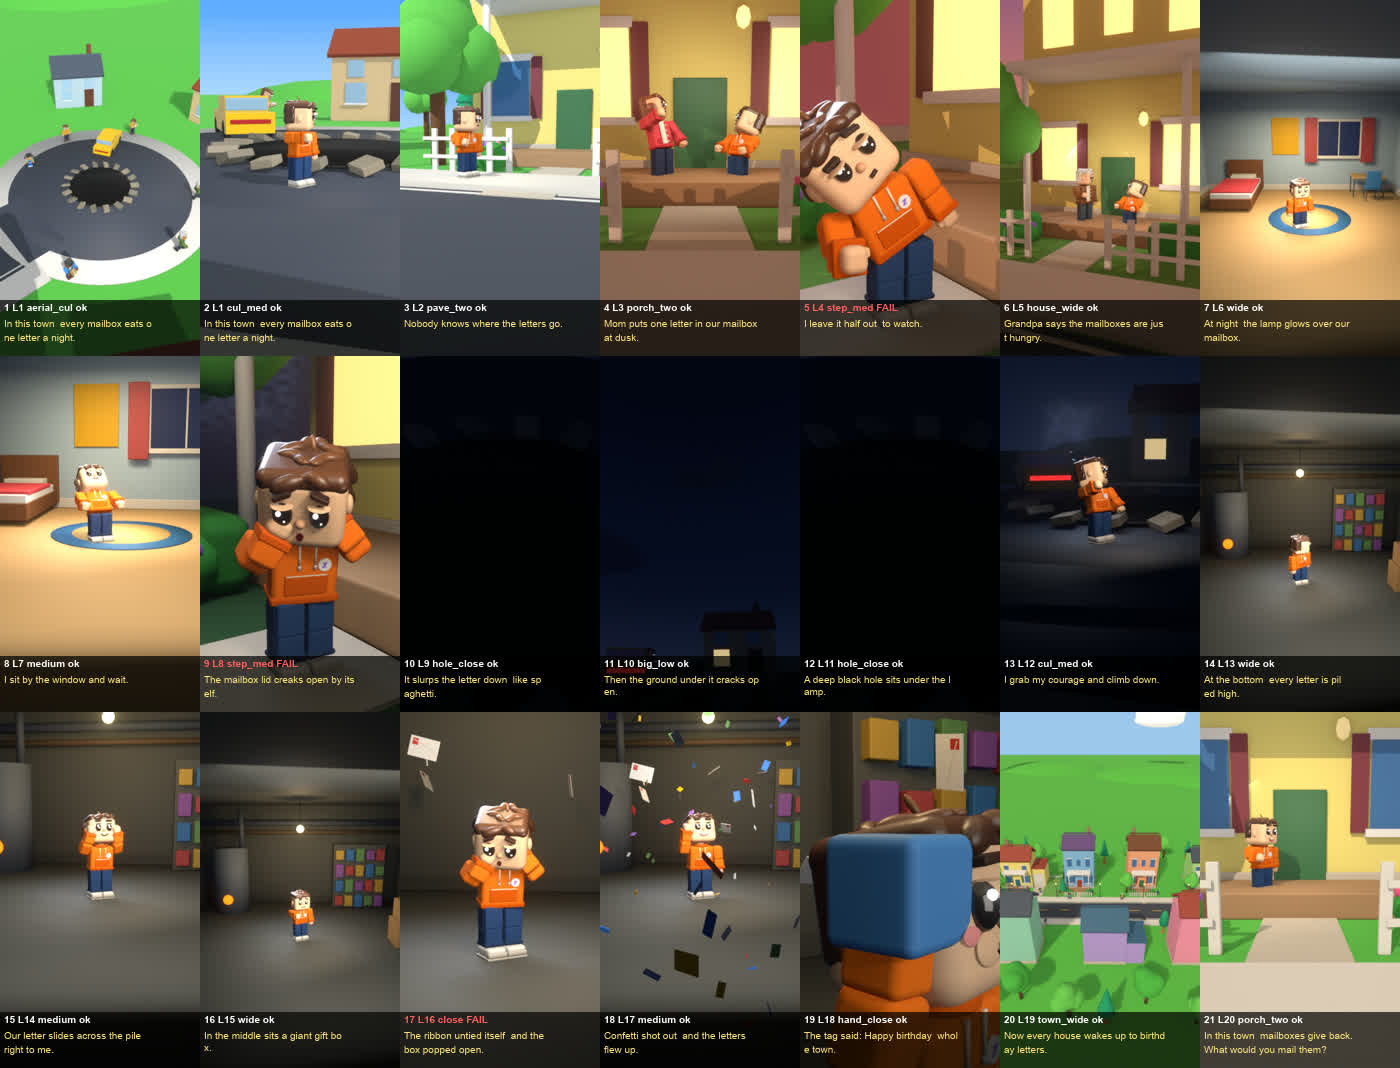 1 L1 aerial_cul ok
In this town every mailbox eats o
ne letter a night.
2 L1 cul_med ok
In this town every mailbox eats o
ne letter a night.
3 L2 pave_two ok
Nobody knows where the letters go.
4 L3 porch_two ok
Mom puts one letter in our mailbox
at dusk.
5 L4 step_med FAIL
I leave it half out to watch.
6 L5 house_wide ok
Grandpa says the mailboxes are jus
t hungry.
7 L6 wide ok
At night the lamp glows over our
mailbox.
8 L7 medium ok
I sit by the window and wait.
9 L8 step_med FAIL
The mailbox lid creaks open by its
elf.
10 L9 hole_close ok
It slurps the letter down like sp
aghetti.
11 L10 big_low ok
Then the ground under it cracks op
en.
12 L11 hole_close ok
A deep black hole sits under the l
amp.
13 L12 cul_med ok
I grab my courage and climb down.
14 L13 wide ok
At the bottom every letter is pil
ed high.
15 L14 medium ok
Our letter slides across the pile
right to me.
16 L15 wide ok
In the middle sits a giant gift bo
x.
17 L16 close FAIL
The ribbon untied itself and the
box popped open.
18 L17 medium ok
Confetti shot out and the letters
flew up.
19 L18 hand_close ok
The tag said: Happy birthday whol
e town.
20 L19 town_wide ok
Now every house wakes up to birthd
ay letters.
21 L20 porch_two ok
In this town mailboxes give back.
What would you mail them?